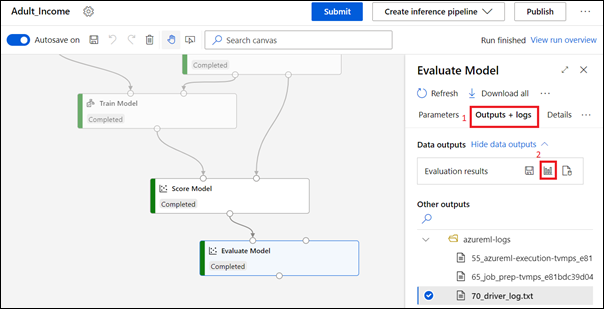 Adult_Income
Submit
Create inference pipeline
Publish
Autosave on
Search canvas
Run finished
View run overview
Completed
Train Model
Completed
Score Model
Completed
Evaluate Model
Completed
Evaluate Model
Refresh
Download all
Parameters
1
Outputs + logs
Details
Data outputs
Hide data outputs
2
Evaluation results
Other outputs
azureml-logs
55_azureml-execution-tvmps_e81
65_job_prep-tvmps_e81bdc39d04
70_driver_log.txt